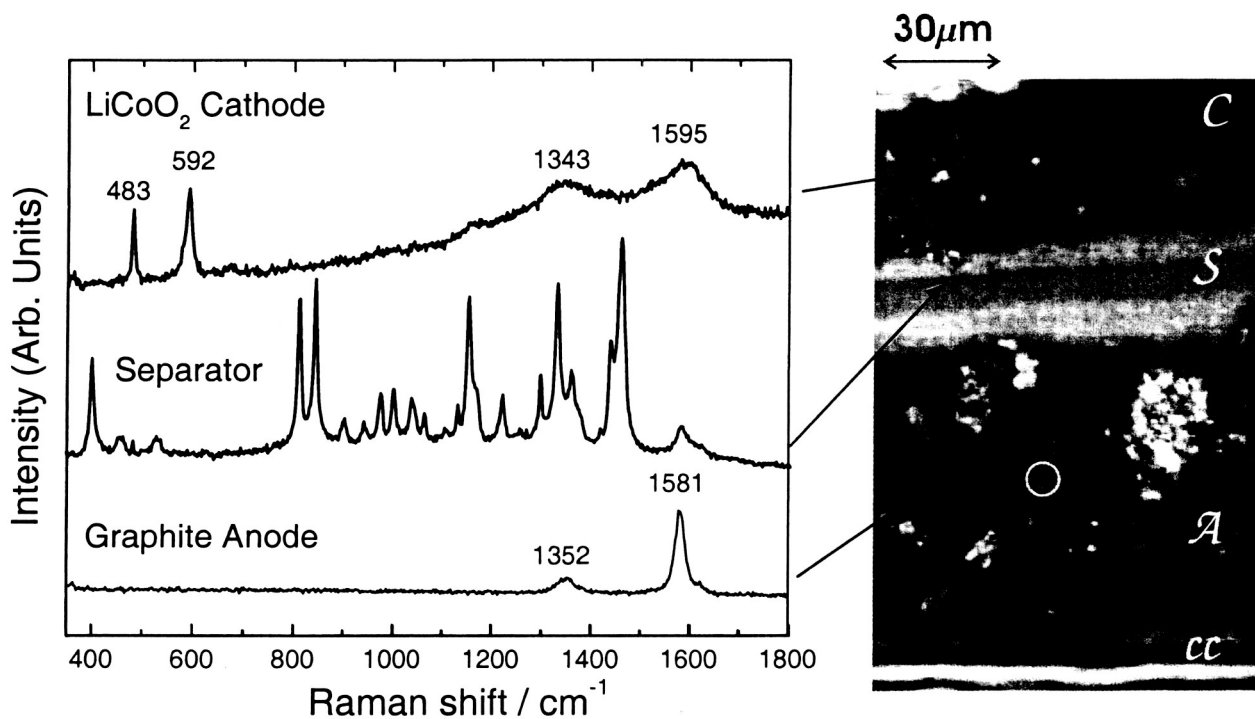 30μm
LiCoO₂ Cathode
483
592
1343
1595
C
S
Separator
Intensity (Arb. Units)
Graphite Anode
1352
1581
A
cc
400 600 800 1000 1200 1400 1600 1800
Raman shift / cm⁻¹